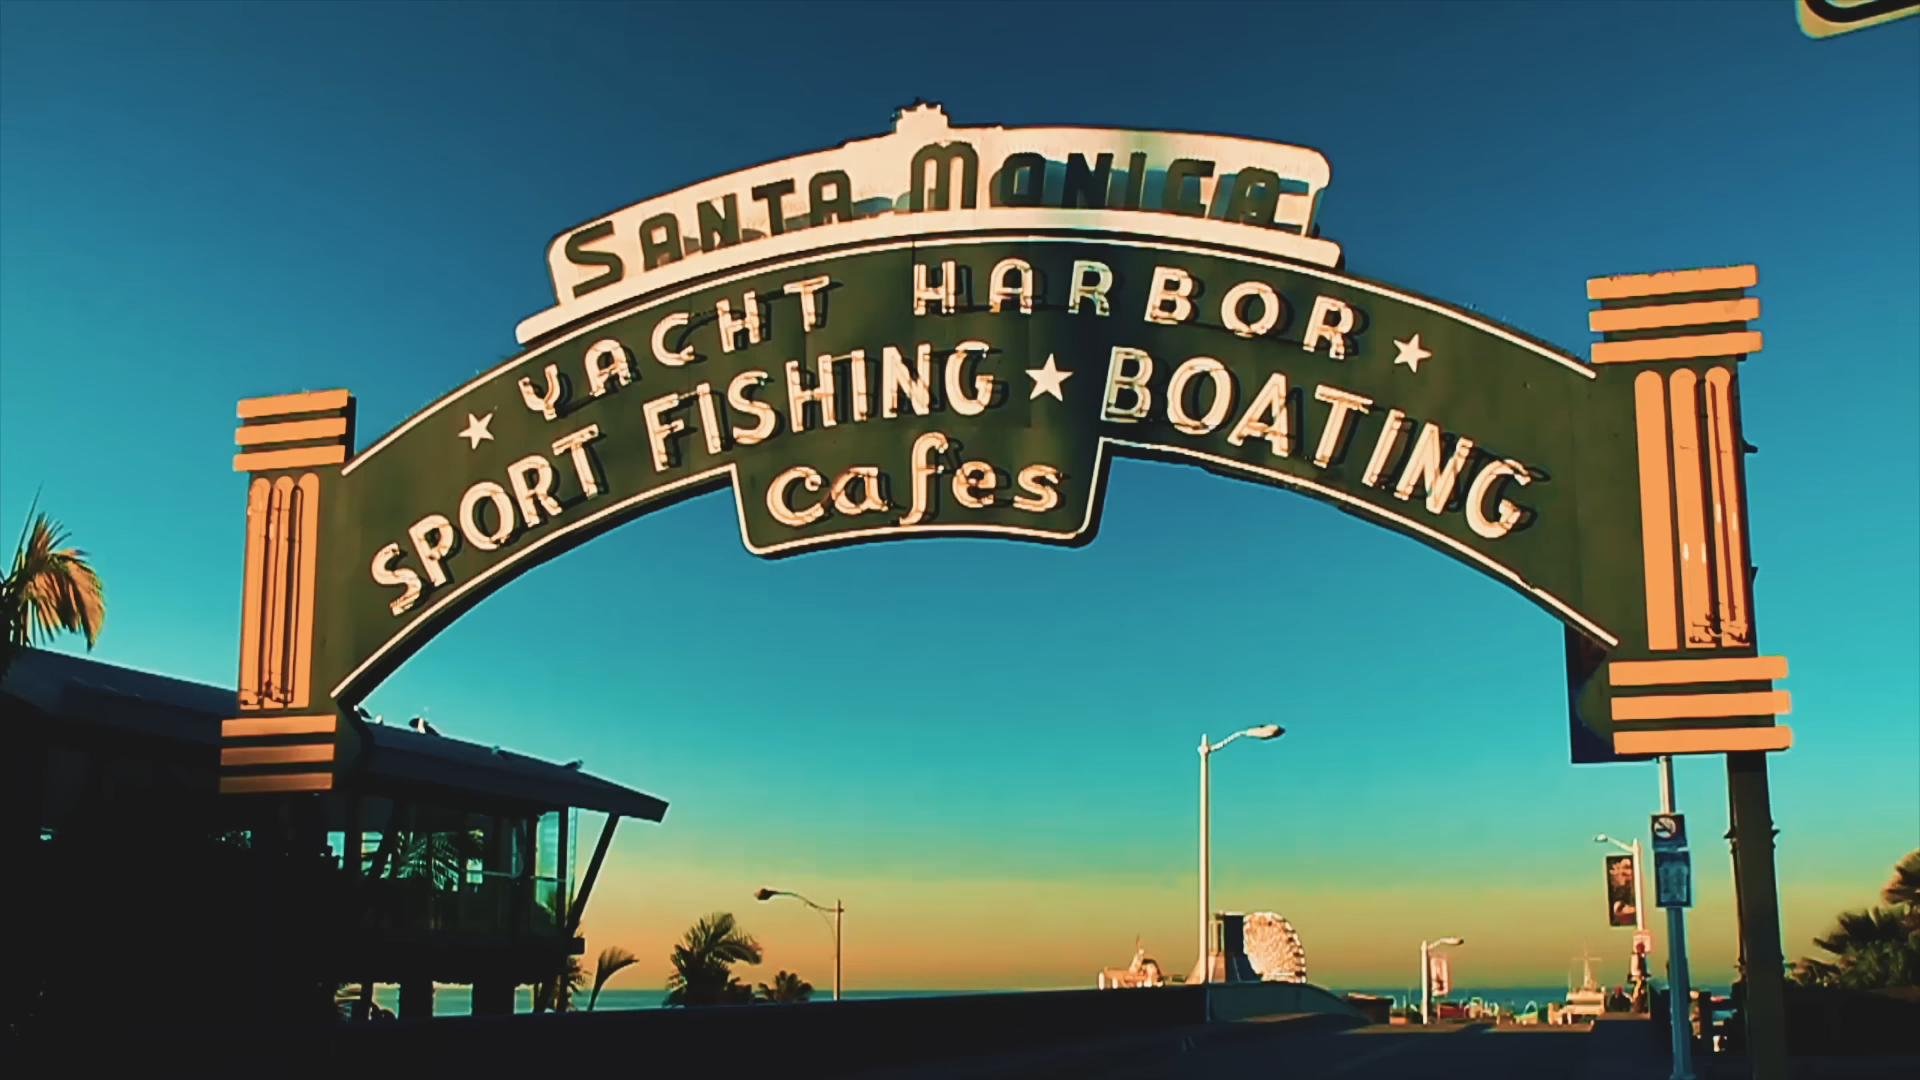 SANTA MONICA
YACHT HARBOR ★
★ SPORT FISHING ★ BOATING
cafes